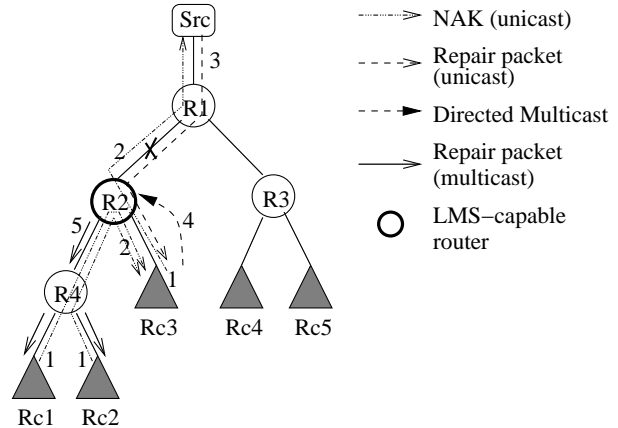 Src
3
R1
2
R2
R3
4
5
2
1
R4
Rc3
Rc4
Rc5
1
1
Rc1
Rc2
NAK (unicast)
Repair packet
(unicast)
Directed Multicast
Repair packet
(multicast)
LMS−capable
router